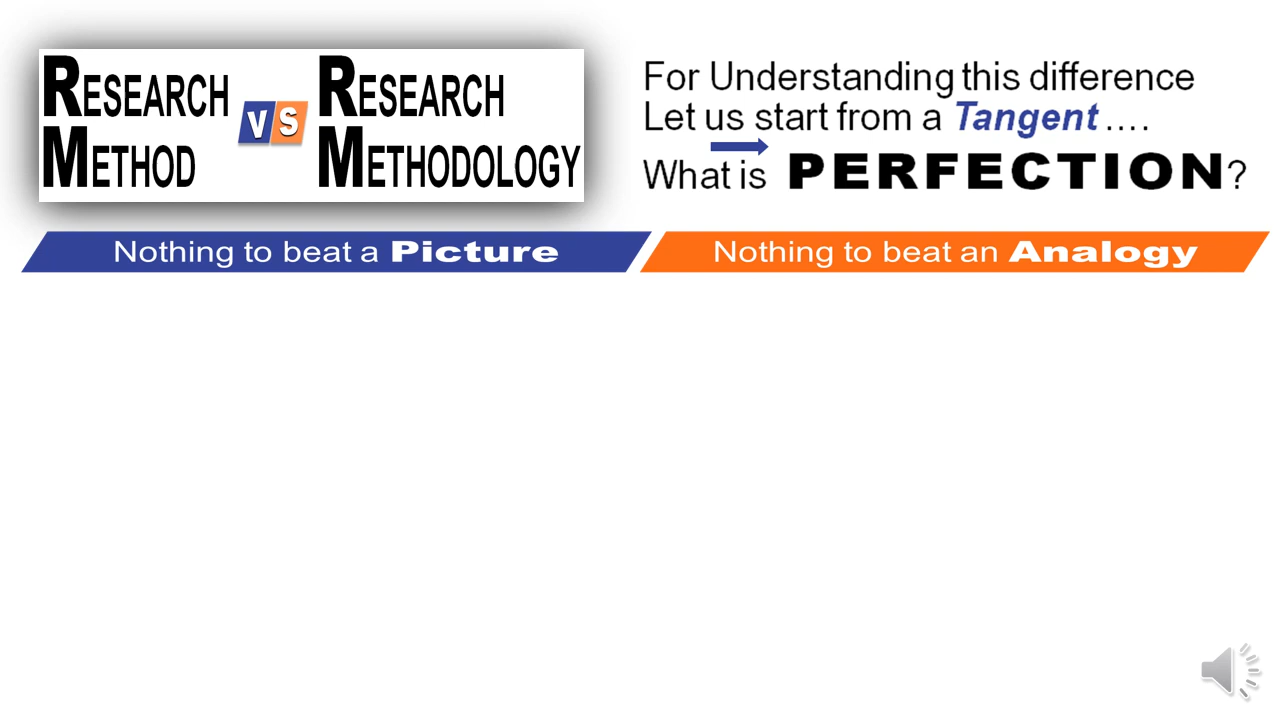 RESEARCH METHOD
vs
RESEARCH METHODOLOGY
For Understanding this difference
Let us start from a Tangent ....
What is PERFECTION?
Nothing to beat a Picture
Nothing to beat an Analogy